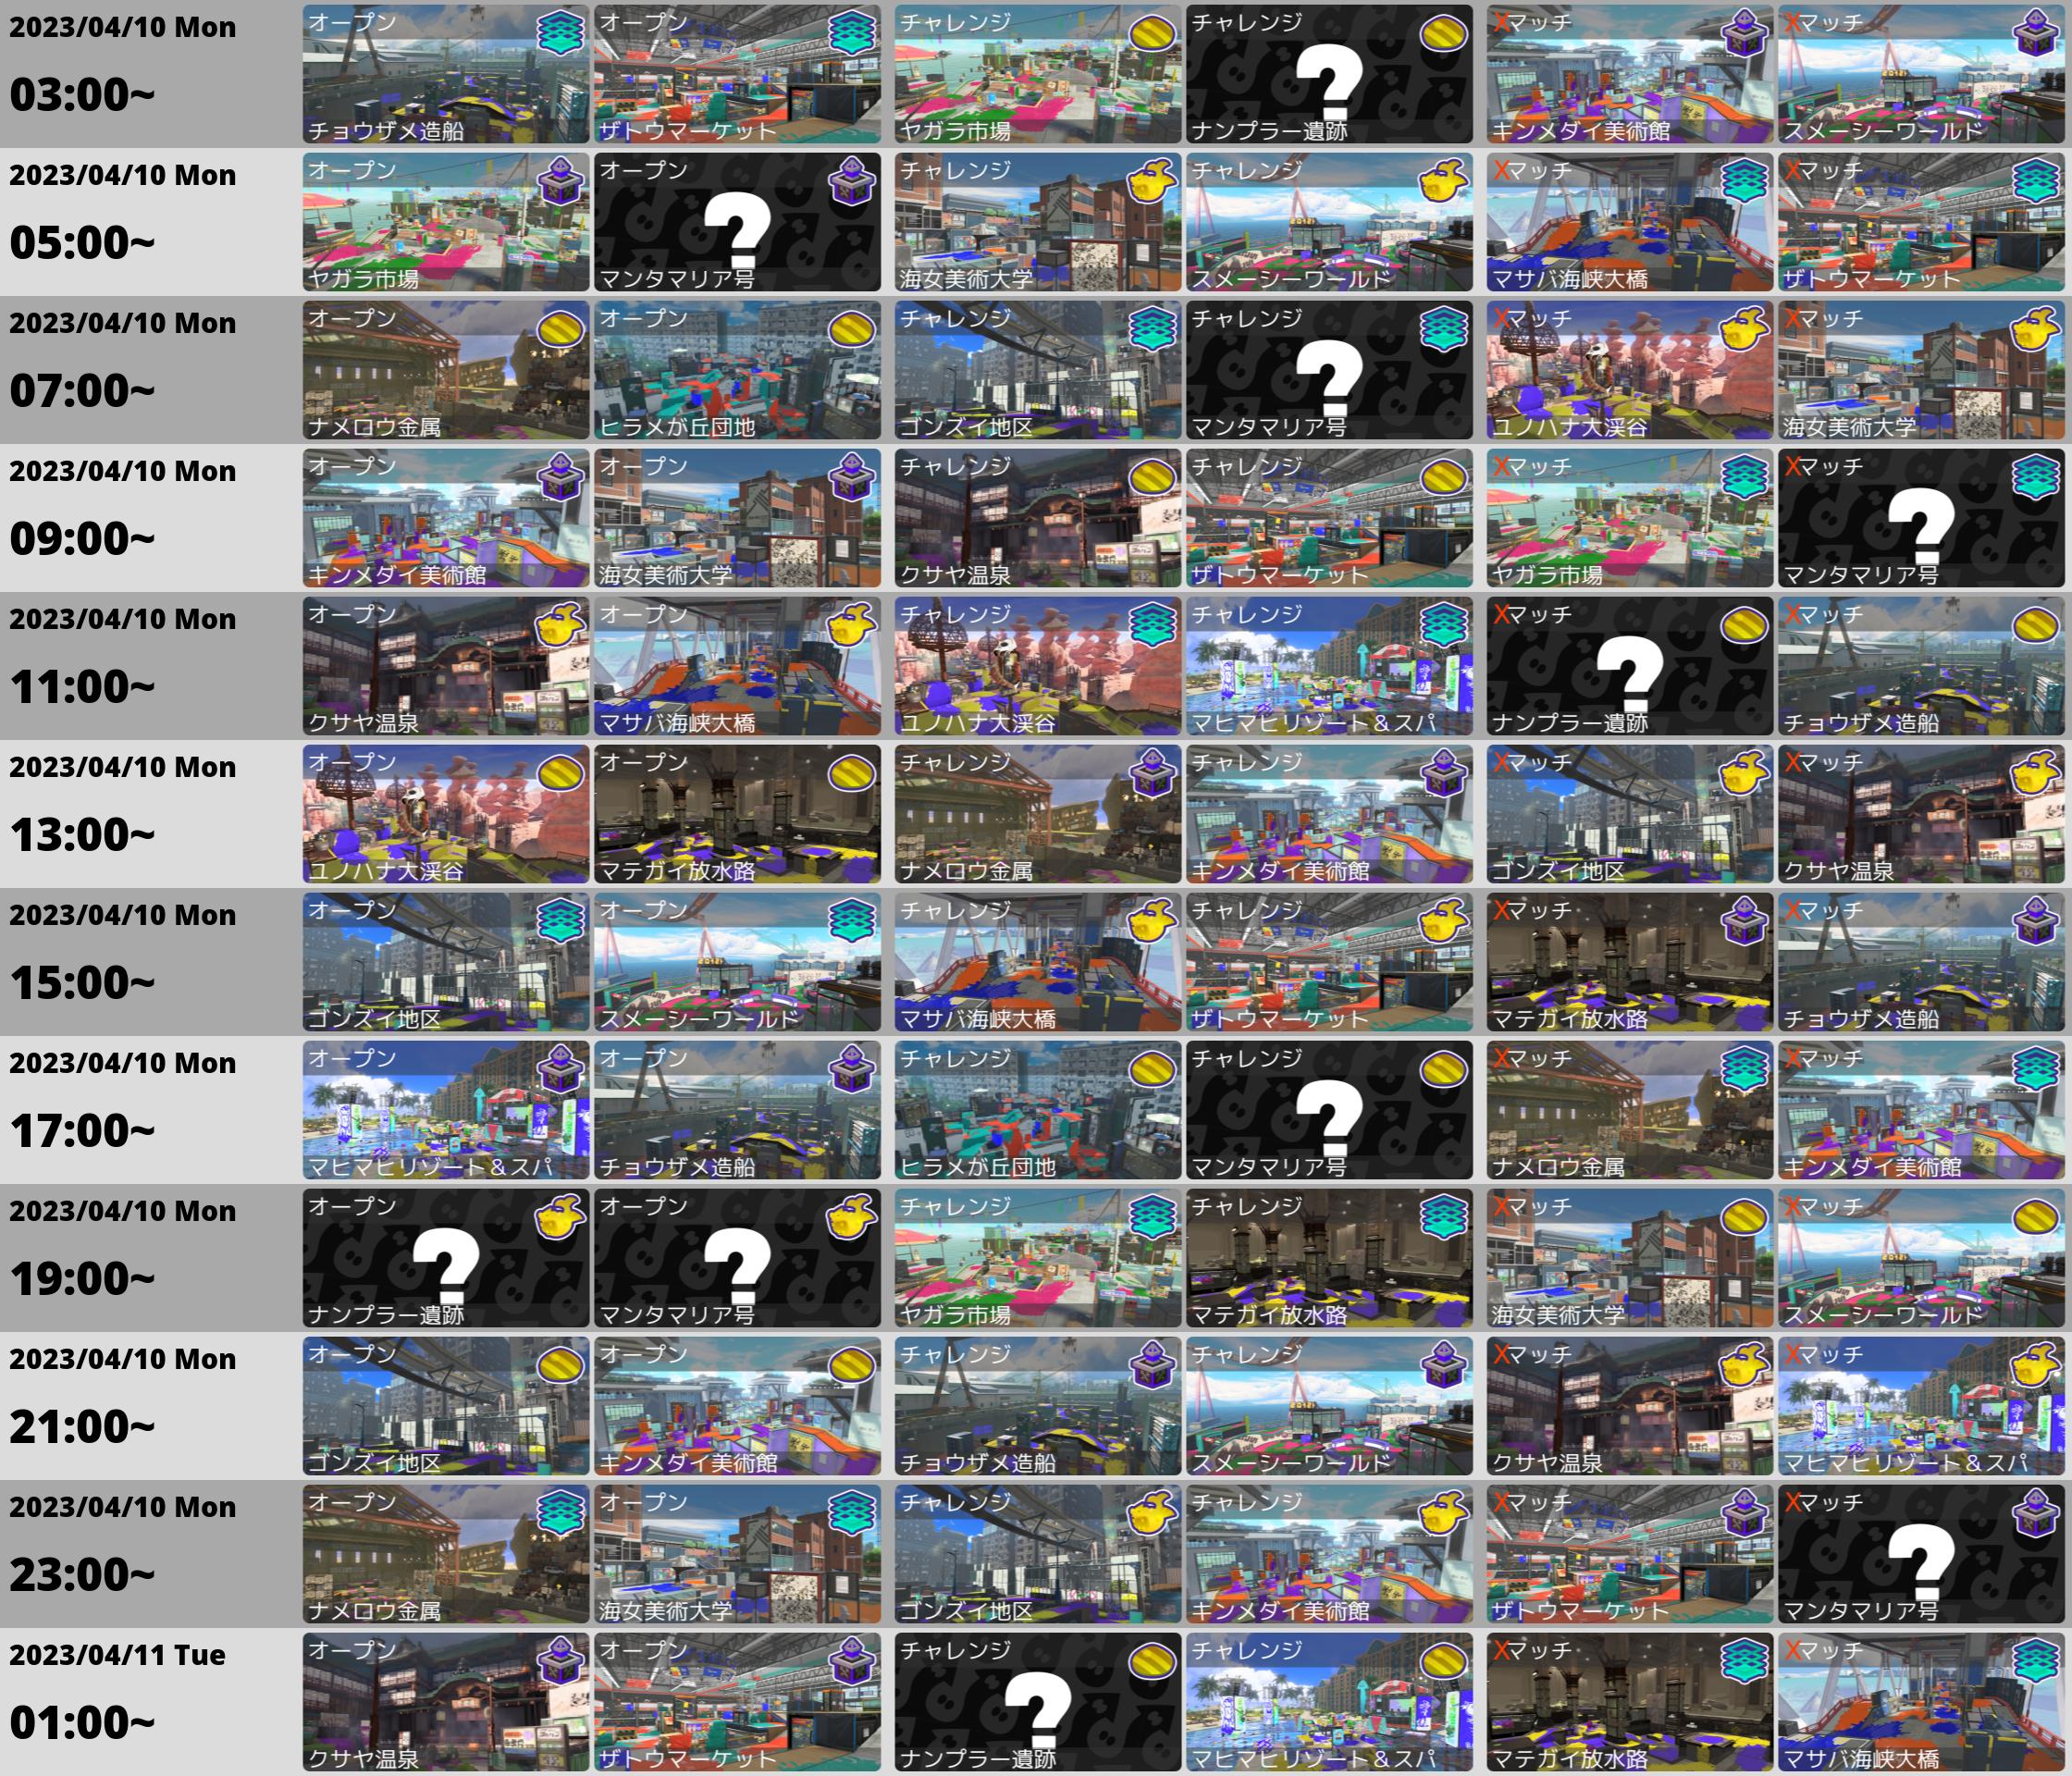 2023/04/10 Mon
03:00~
オープン
チョウザメ造船
オープン
ザトウマーケット
チャレンジ
ヤガラ市場
チャレンジ
ナンプラー遺跡
Xマッチ
キンメダイ美術館
Xマッチ
スメーシーワールド
2023/04/10 Mon
05:00~
オープン
ヤガラ市場
オープン
マンタマリア号
チャレンジ
海女美術大学
チャレンジ
スメーシーワールド
Xマッチ
マサバ海峡大橋
Xマッチ
ザトウマーケット
2023/04/10 Mon
07:00~
オープン
ナメロウ金属
オープン
ヒラメが丘団地
チャレンジ
ゴンズイ地区
チャレンジ
マンタマリア号
Xマッチ
ユノハナ大渓谷
Xマッチ
海女美術大学
2023/04/10 Mon
09:00~
オープン
キンメダイ美術館
オープン
海女美術大学
チャレンジ
クサヤ温泉
チャレンジ
ザトウマーケット
Xマッチ
ヤガラ市場
Xマッチ
マンタマリア号
2023/04/10 Mon
11:00~
オープン
クサヤ温泉
オープン
マサバ海峡大橋
チャレンジ
ユノハナ大渓谷
チャレンジ
マヒマヒリゾート＆スパ
Xマッチ
ナンプラー遺跡
Xマッチ
チョウザメ造船
2023/04/10 Mon
13:00~
オープン
ユノハナ大渓谷
オープン
マテガイ放水路
チャレンジ
ナメロウ金属
チャレンジ
キンメダイ美術館
Xマッチ
ゴンズイ地区
Xマッチ
クサヤ温泉
2023/04/10 Mon
15:00~
オープン
ゴンズイ地区
オープン
スメーシーワールド
チャレンジ
マサバ海峡大橋
チャレンジ
ザトウマーケット
Xマッチ
マテガイ放水路
Xマッチ
チョウザメ造船
2023/04/10 Mon
17:00~
オープン
マヒマヒリゾート＆スパ
オープン
チョウザメ造船
チャレンジ
ヒラメが丘団地
チャレンジ
マンタマリア号
Xマッチ
ナメロウ金属
Xマッチ
キンメダイ美術館
2023/04/10 Mon
19:00~
オープン
ナンプラー遺跡
オープン
マンタマリア号
チャレンジ
ヤガラ市場
チャレンジ
マテガイ放水路
Xマッチ
海女美術大学
Xマッチ
スメーシーワールド
2023/04/10 Mon
21:00~
オープン
ゴンズイ地区
オープン
キンメダイ美術館
チャレンジ
チョウザメ造船
チャレンジ
スメーシーワールド
Xマッチ
クサヤ温泉
Xマッチ
マヒマヒリゾート＆スパ
2023/04/10 Mon
23:00~
オープン
ナメロウ金属
オープン
海女美術大学
チャレンジ
ゴンズイ地区
チャレンジ
キンメダイ美術館
Xマッチ
ザトウマーケット
Xマッチ
マンタマリア号
2023/04/11 Tue
01:00~
オープン
クサヤ温泉
オープン
ザトウマーケット
チャレンジ
ナンプラー遺跡
チャレンジ
マヒマヒリゾート＆スパ
Xマッチ
マテガイ放水路
Xマッチ
マサバ海峡大橋